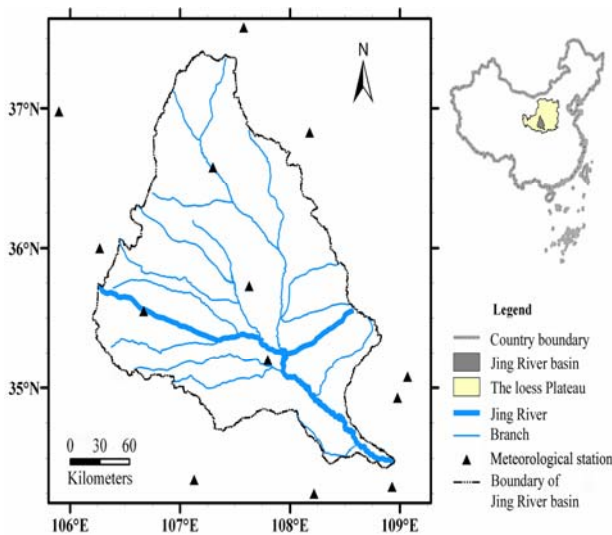 N
37°N
36°N
35°N
0 30 60
Kilometers
106°E 107°E 108°E 109°E
Legend
Country boundary
Jing River basin
The loess Plateau
Jing River
Branch
Meteorological station
Boundary of
Jing River basin